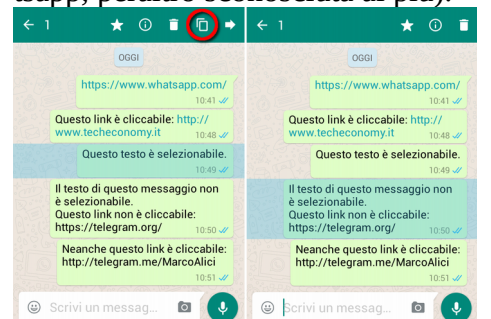 ← 1
OGGI
https://www.whatsapp.com/
10:41
Questo link è cliccabile: http://
www.techeconomy.it 10:48
Questo testo è selezionabile.
10:49
Il testo di questo messaggio non
è selezionabile.
Questo link non è cliccabile:
https://telegram.org/ 10:50
Neanche questo link è cliccabile:
http://telegram.me/MarcoAlici
10:51
Scrivi un messag...
← 1
OGGI
https://www.whatsapp.com/
10:41
Questo link è cliccabile: http://
www.techeconomy.it 10:48
Questo testo è selezionabile.
10:49
Il testo di questo messaggio non
è selezionabile.
Questo link non è cliccabile:
https://telegram.org/ 10:50
Neanche questo link è cliccabile:
http://telegram.me/MarcoAlici
10:51
Scrivi un messag...